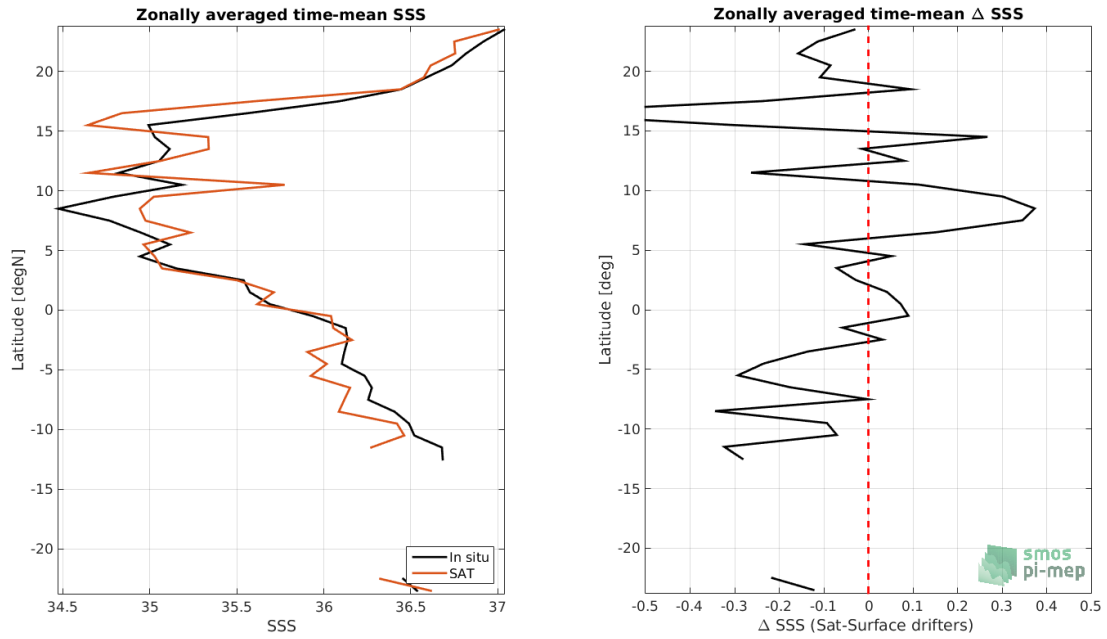 Zonally averaged time-mean SSS
20
15
10
5
0
-5
-10
-15
-20
Latitude [degN]
34.5 35 35.5 36 36.5 37
SSS
In situ
SAT
Zonally averaged time-mean Δ SSS
20
15
10
5
0
-5
-10
-15
-20
Latitude [deg]
-0.5 -0.4 -0.3 -0.2 -0.1 0 0.1 0.2 0.3 0.4 0.5
Δ SSS (Sat-Surface drifters)
smos
pi-mep